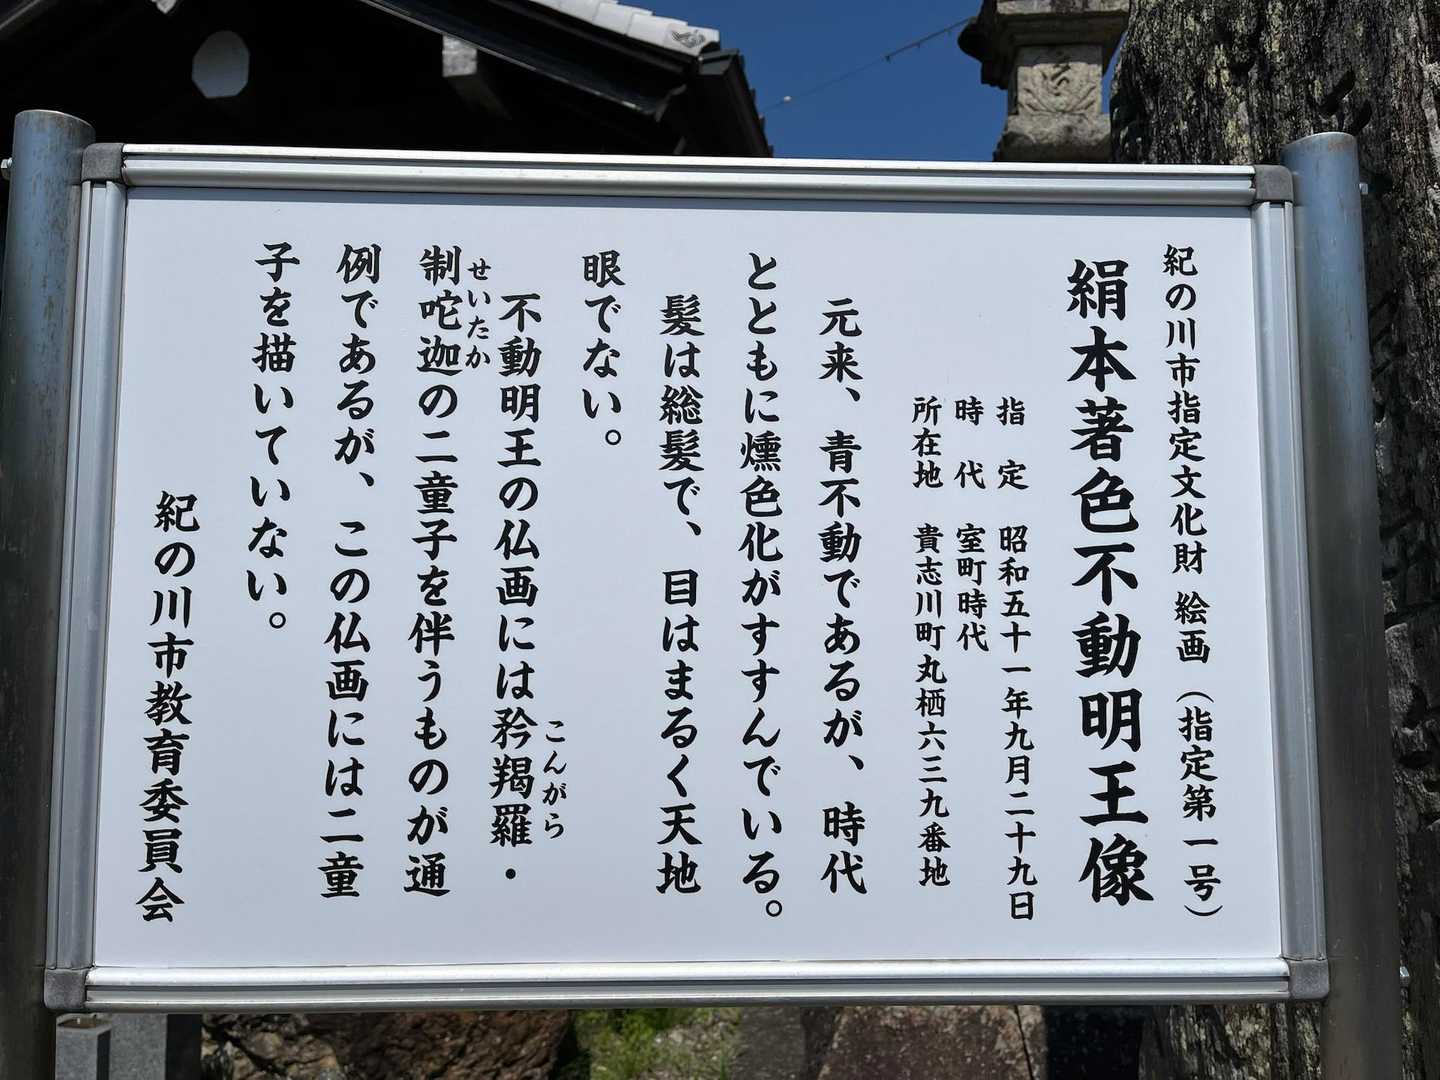 紀の川市指定文化財 絵画（指定第一号）
絹本著色不動明王像
指定 昭和五十一年九月二十九日
時代 室町時代
所在地 貴志川町丸栖六三九番地
元来、青不動であるが、時代
とともに燻色化がすすんでいる。
髪は総髪で、目はまるく天地
眼でない。
不動明王の仏画には矜羯羅・
こんがら
制吒迦の二童子を伴うものが通
せいたか
例であるが、この仏画には二童
子を描いていない。
紀の川市教育委員会